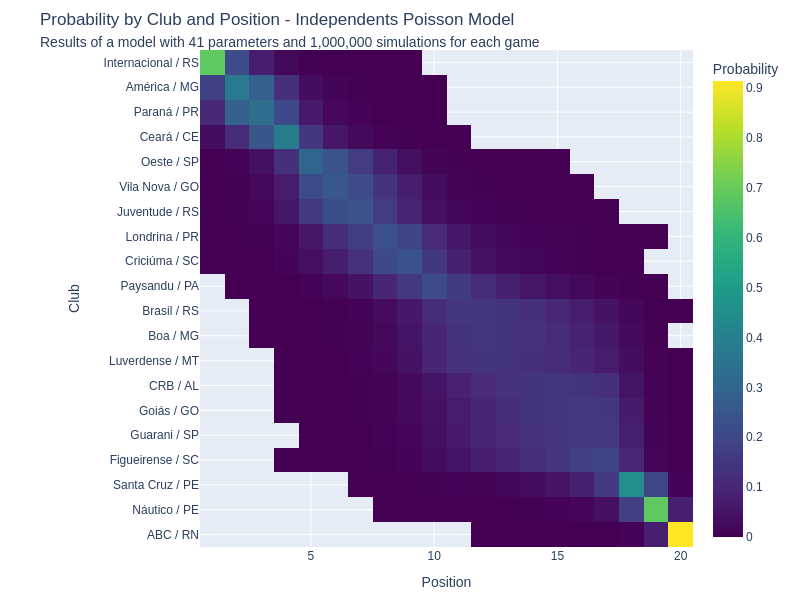 Probability by Club and Position - Independents Poisson Model
Results of a model with 41 parameters and 1,000,000 simulations for each game
Probability
Club
Internacional / RS
América / MG
Paraná / PR
Ceará / CE
Oeste / SP
Vila Nova / GO
Juventude / RS
Londrina / PR
Criciúma / SC
Paysandu / PA
Brasil / RS
Boa / MG
Luverdense / MT
CRB / AL
Goiás / GO
Guarani / SP
Figueirense / SC
Santa Cruz / PE
Náutico / PE
ABC / RN
0.9
0.8
0.7
0.6
0.5
0.4
0.3
0.2
0.1
0
5 10 15 20
Position